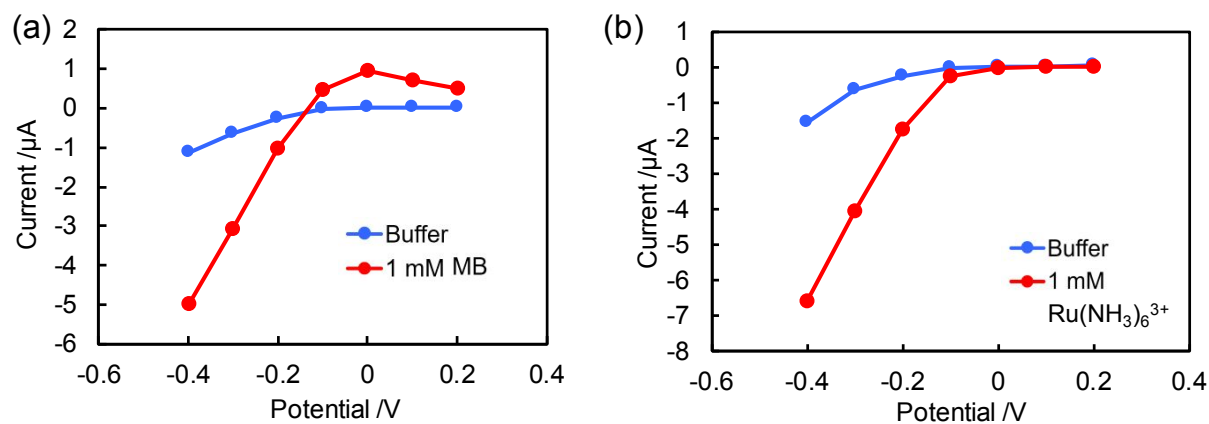 (a)
2
1
0
-1
-2
-3
-4
-5
-6
Current /μA
Buffer
1 mM MB
-0.6 -0.4 -0.2 0 0.2 0.4
Potential /V
(b)
1
0
-1
-2
-3
-4
-5
-6
-7
-8
Current /μA
Buffer
1 mM
Ru(NH₃)₆³⁺
-0.6 -0.4 -0.2 0 0.2 0.4
Potential /V